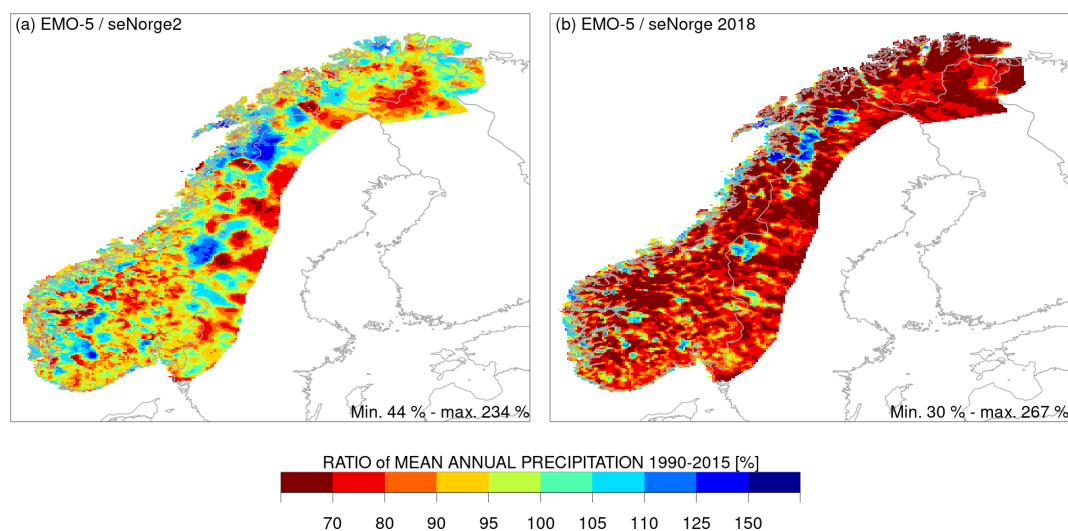 (a) EMO-5 / seNorge2
(b) EMO-5 / seNorge 2018
Min. 44 % - max. 234 %
Min. 30 % - max. 267 %
RATIO of MEAN ANNUAL PRECIPITATION 1990-2015 [%]
70 80 90 95 100 105 110 125 150